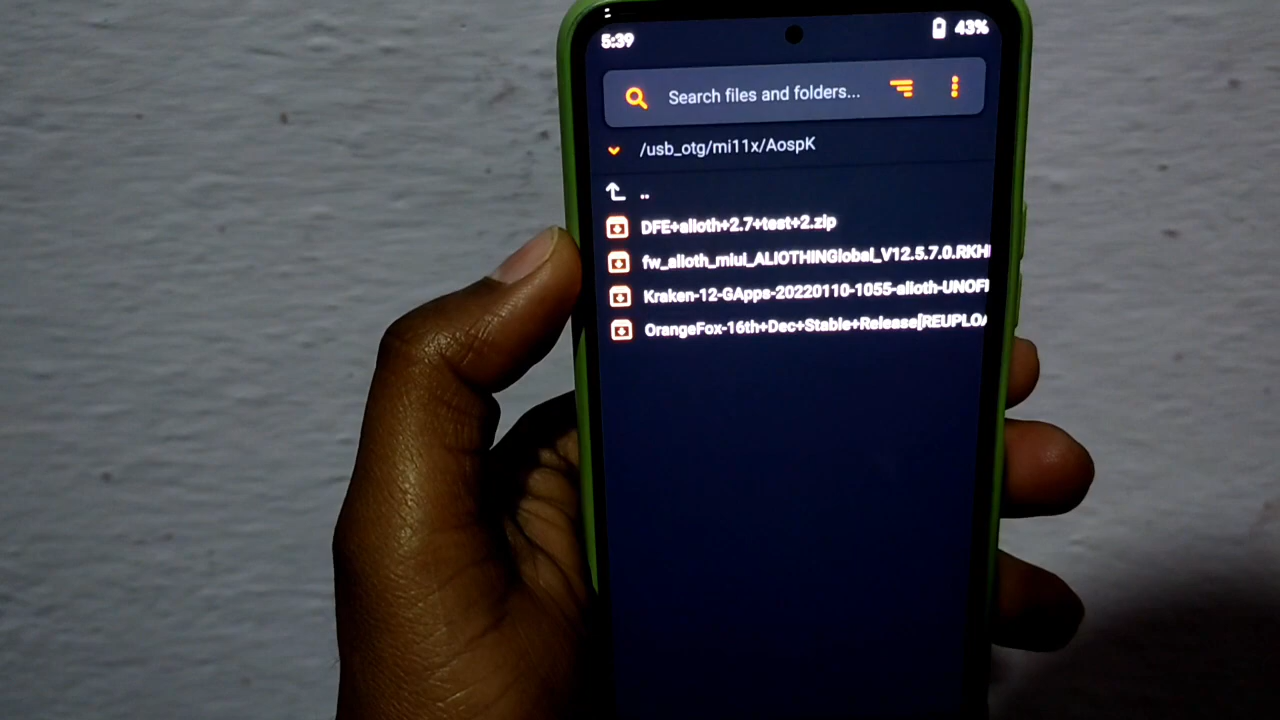 5:39 43%
Search files and folders...
/usb_otg/mi11x/AospK
..
DFE+alioth+2.7+test+2.zip
fw_alioth_miui_ALIOTHINGlobal_V12.5.7.0.RKH
Kraken-12-GApps-20220110-1055-alioth-UNOF
OrangeFox-16th+Dec+Stable+Release[REUPLOA